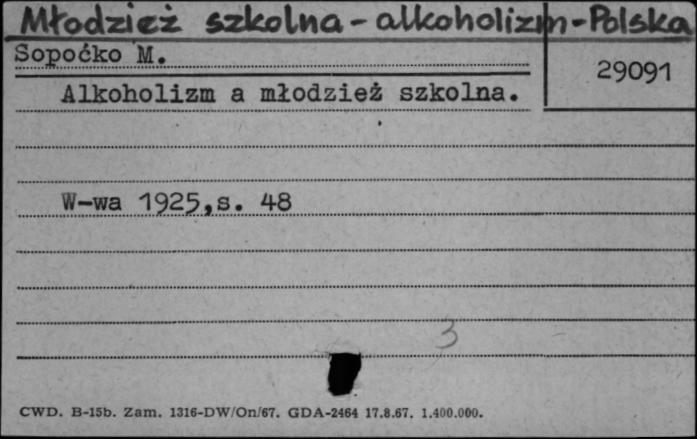 Młodzież szkolna - alkoholizm - Polska
Sopoćko M.
29091
Alkoholizm a młodzież szkolna.
W-wa 1925,s. 48
3
CWD. B-15b. Zam. 1316-DW/On/67. GDA-2464 17.8.67. 1.400.000.